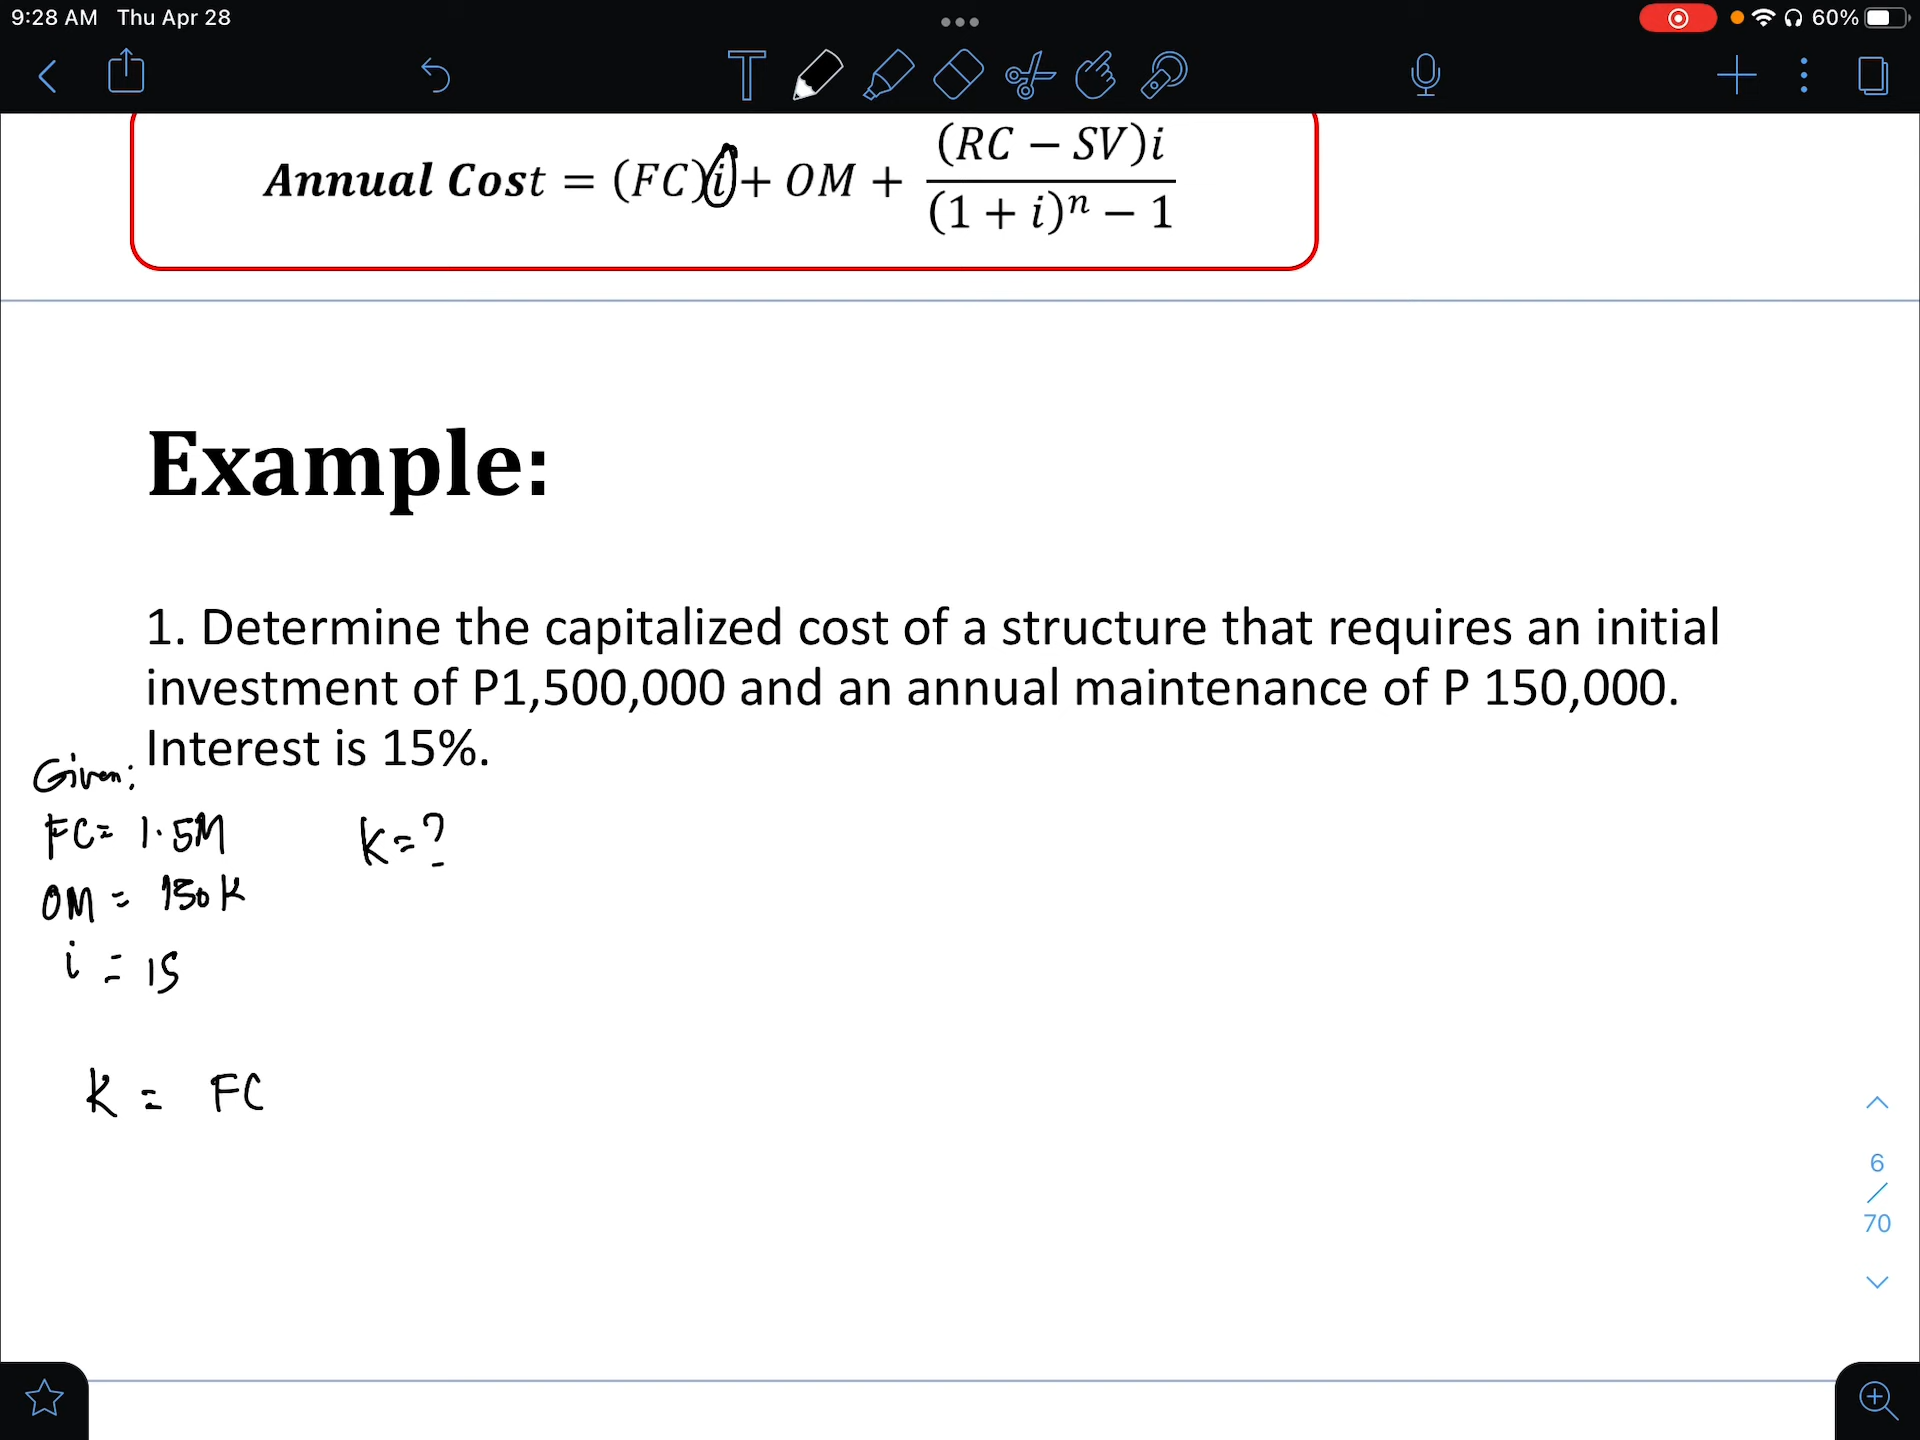 9:28 AM Thu Apr 28
60%
Annual Cost = (FC)i + OM + (RC − SV)i / (1 + i)ⁿ − 1
Example:
1. Determine the capitalized cost of a structure that requires an initial
investment of P1,500,000 and an annual maintenance of P 150,000.
Interest is 15%.
Given:
FC= 1.5M
K=?
OM = 150K
i = 15
K = FC
6
/
70